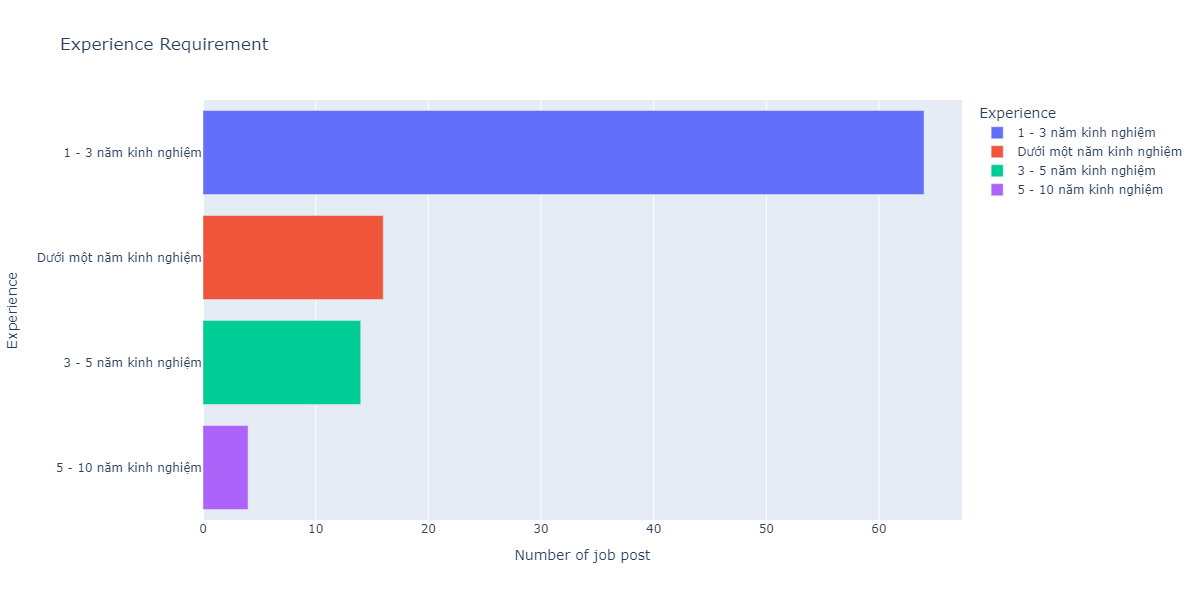 Experience Requirement
Experience
1 - 3 năm kinh nghiệm
Dưới một năm kinh nghiệm
3 - 5 năm kinh nghiệm
5 - 10 năm kinh nghiệm
0 10 20 30 40 50 60
Number of job post
Experience
1 - 3 năm kinh nghiệm
Dưới một năm kinh nghiệm
3 - 5 năm kinh nghiệm
5 - 10 năm kinh nghiệm